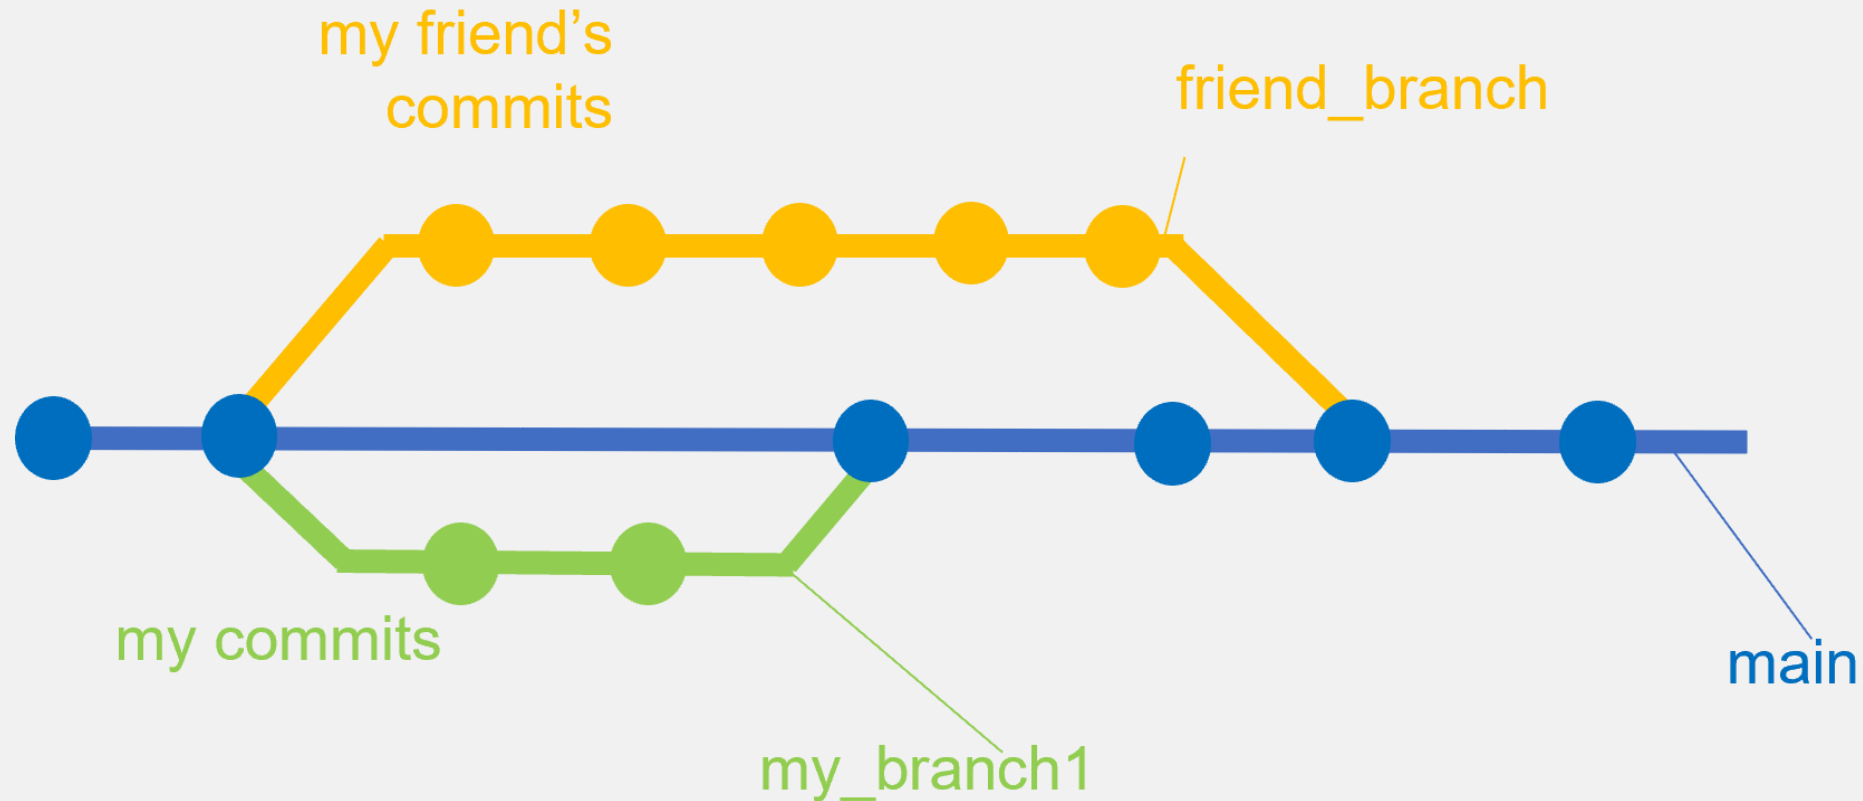 my friend’s
commits
friend_branch
my commits
main
my_branch1